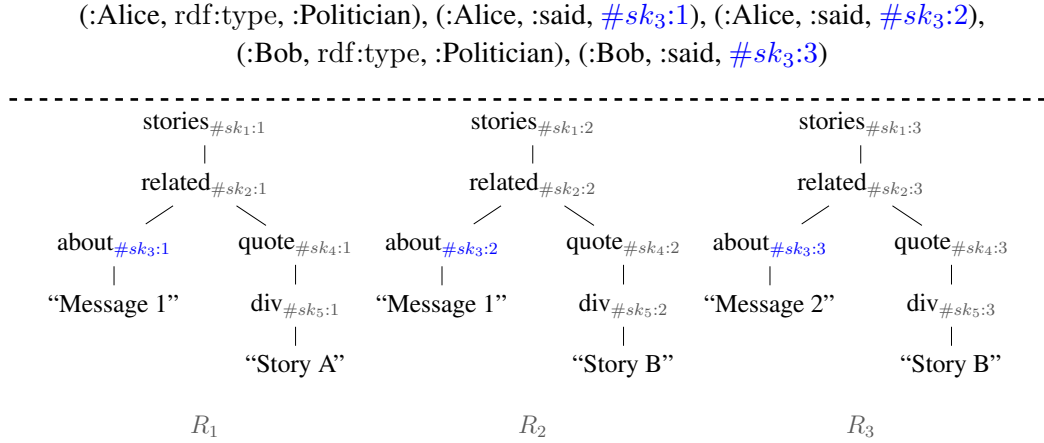 (:Alice, rdf:type, :Politician), (:Alice, :said, #sk₃:1), (:Alice, :said, #sk₃:2),
(:Bob, rdf:type, :Politician), (:Bob, :said, #sk₃:3)
stories#sk₁:1 stories#sk₁:2 stories#sk₁:3
related#sk₂:1 related#sk₂:2 related#sk₂:3
about#sk₃:1 quote#sk₄:1 about#sk₃:2 quote#sk₄:2 about#sk₃:3 quote#sk₄:3
“Message 1” div#sk₅:1 “Message 1” div#sk₅:2 “Message 2” div#sk₅:3
“Story A” “Story B” “Story B”
R₁ R₂ R₃